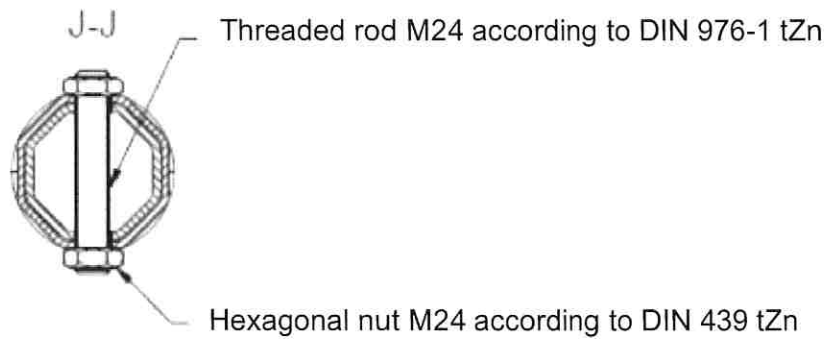 J-J
Threaded rod M24 according to DIN 976-1 tZn
Hexagonal nut M24 according to DIN 439 tZn